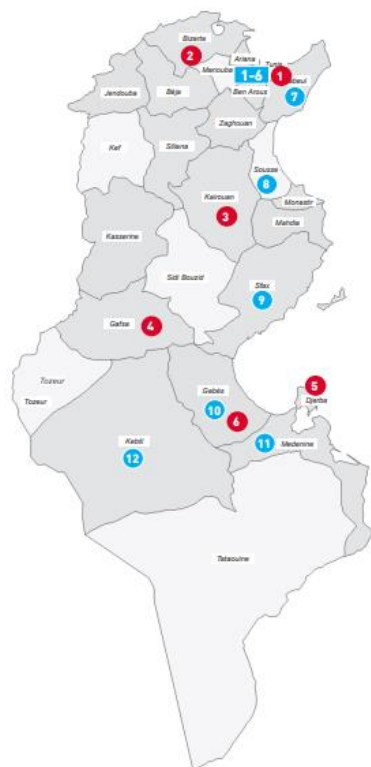 Bizerte
2
Ariana
Tunis
Manouba
1-6
1
Nabeul
Jendouba
Béja
Ben Arous
7
Zaghouan
Kef
Siliana
Sousse
8
Kairouan
Monastir
3
Mahdia
Kasserine
Sidi Bouzid
Sfax
9
Gafsa
4
Tozeur
Tozeur
5
Gabès
Djerba
10
6
Kebili
11
Medenine
12
Tataouine